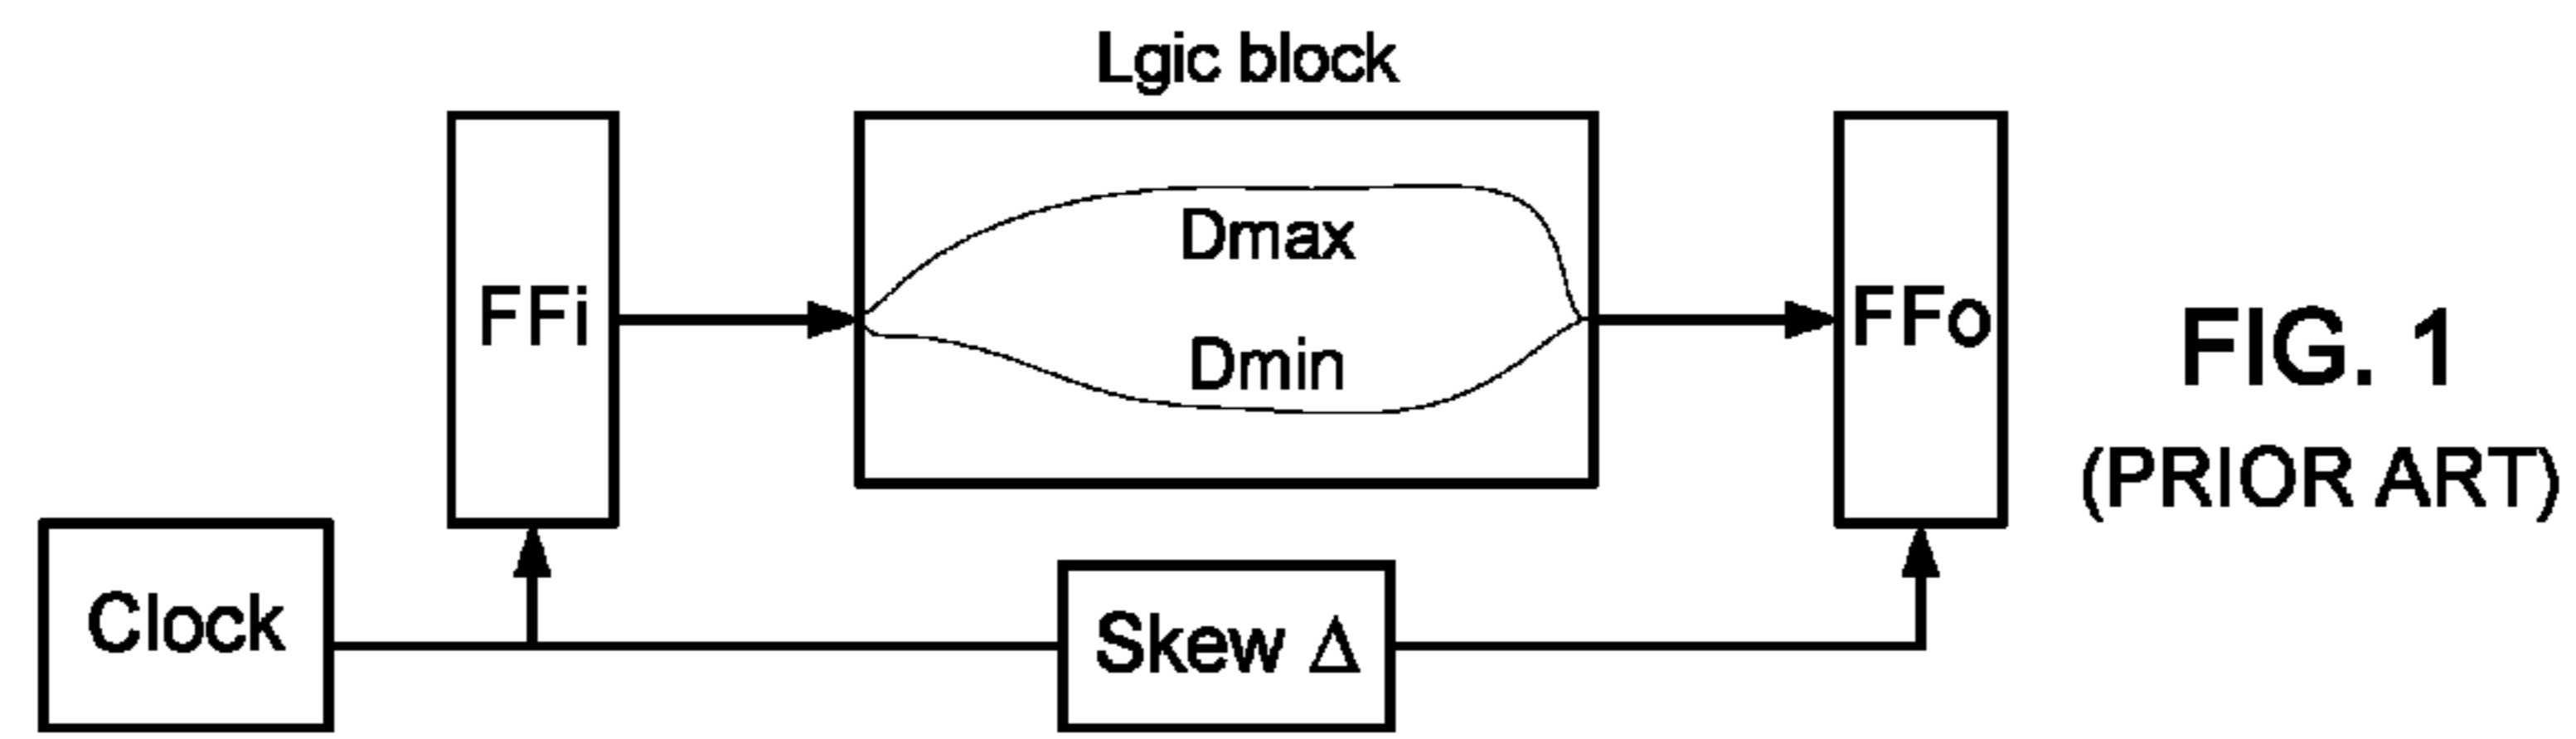 Lgic block
Dmax
FFi
FFo
Dmin
FIG. 1
(PRIOR ART)
Clock
Skew Δ